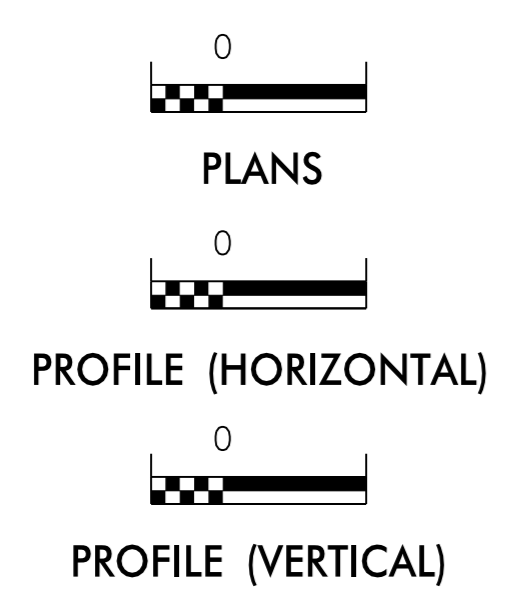 0
PLANS
0
PROFILE (HORIZONTAL)
0
PROFILE (VERTICAL)